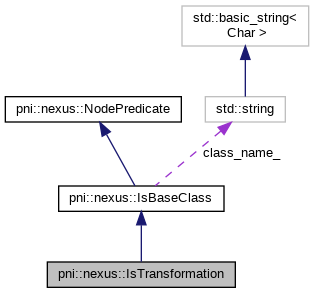 std::basic_string<
Char >
pni::nexus::NodePredicate
std::string
class_name_
pni::nexus::IsBaseClass
pni::nexus::IsTransformation